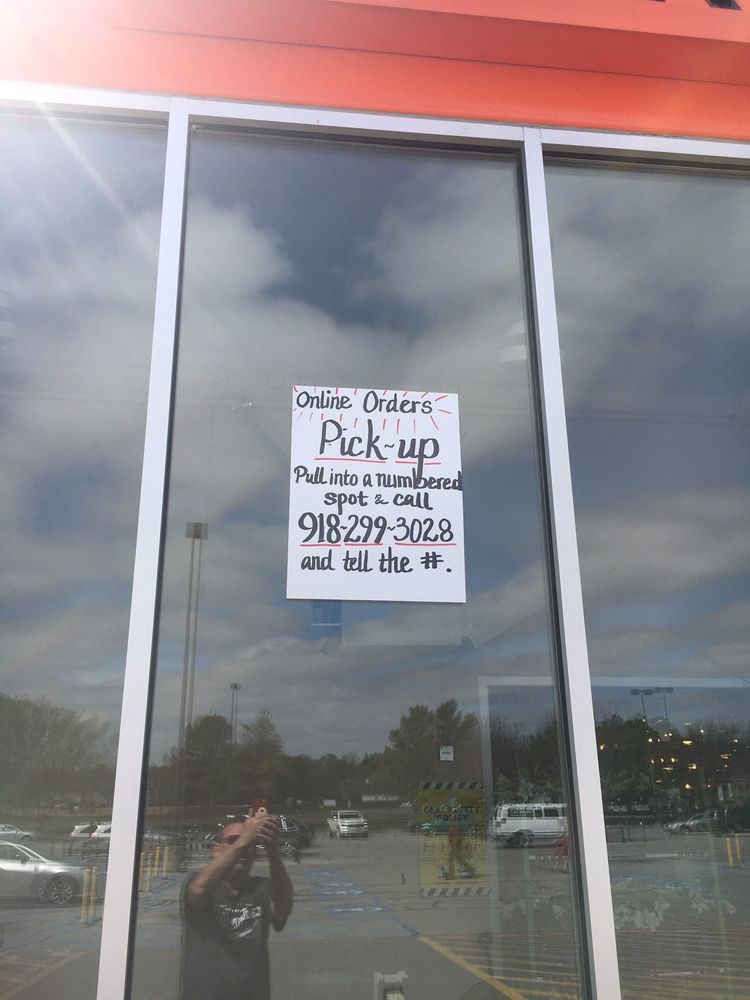 Online Orders
Pick-up
Pull into a numbered
spot & call
918-299-3028
and tell the #.